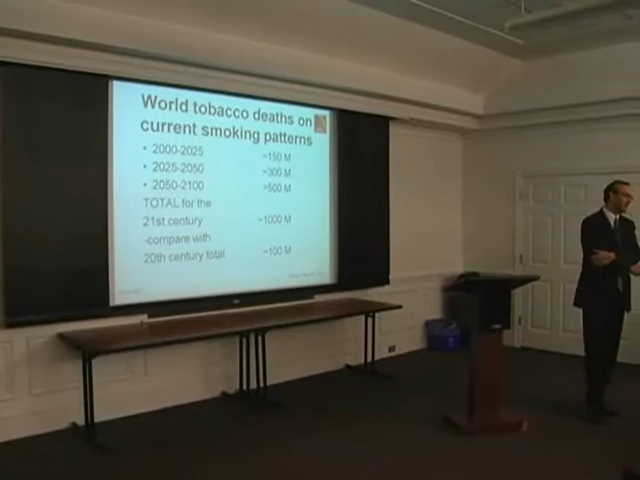 World tobacco deaths on
current smoking patterns
• 2000-2025 ~150 M
• 2025-2050 ~300 M
• 2050-2100 >500 M
TOTAL for the
21st century ~1000 M
-compare with
20th century total ~100 M